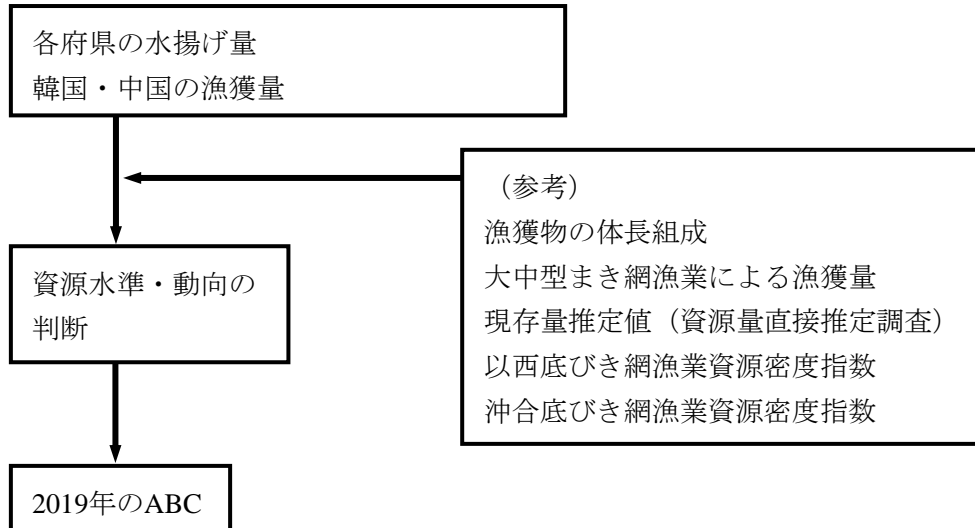 各府県の水揚げ量
韓国・中国の漁獲量
（参考）
漁獲物の体長組成
大中型まき網漁業による漁獲量
現存量推定値（資源量直接推定調査）
以西底びき網漁業資源密度指数
沖合底びき網漁業資源密度指数
資源水準・動向の
判断
2019年のABC